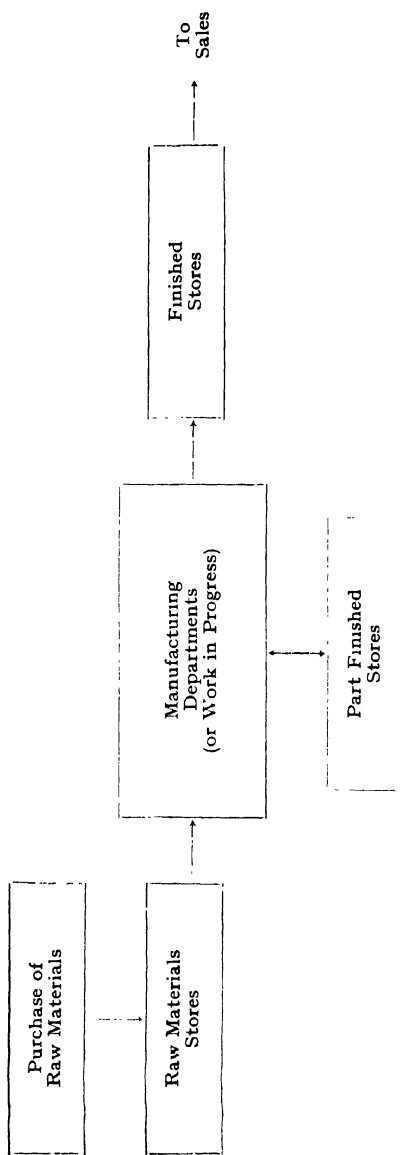 Purchase of
Raw Materials
Raw Materials
Stores
Manufacturing
Departments
(or Work in Progress)
Part Finished
Stores
Finished
Stores
To
Sales